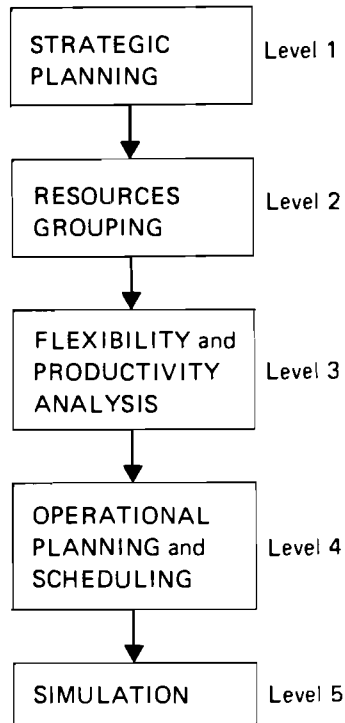 STRATEGIC Level 1
PLANNING
RESOURCES Level 2
GROUPING
FLEXIBILITY and
PRODUCTIVITY Level 3
ANALYSIS
OPERATIONAL
PLANNING and Level 4
SCHEDULING
SIMULATION Level 5